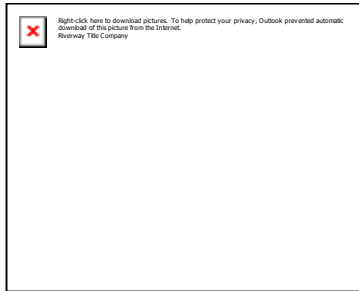 Right-click here to download pictures. To help protect your privacy, Outlook prevented automatic
download of this picture from the Internet.
Riverway Title Company